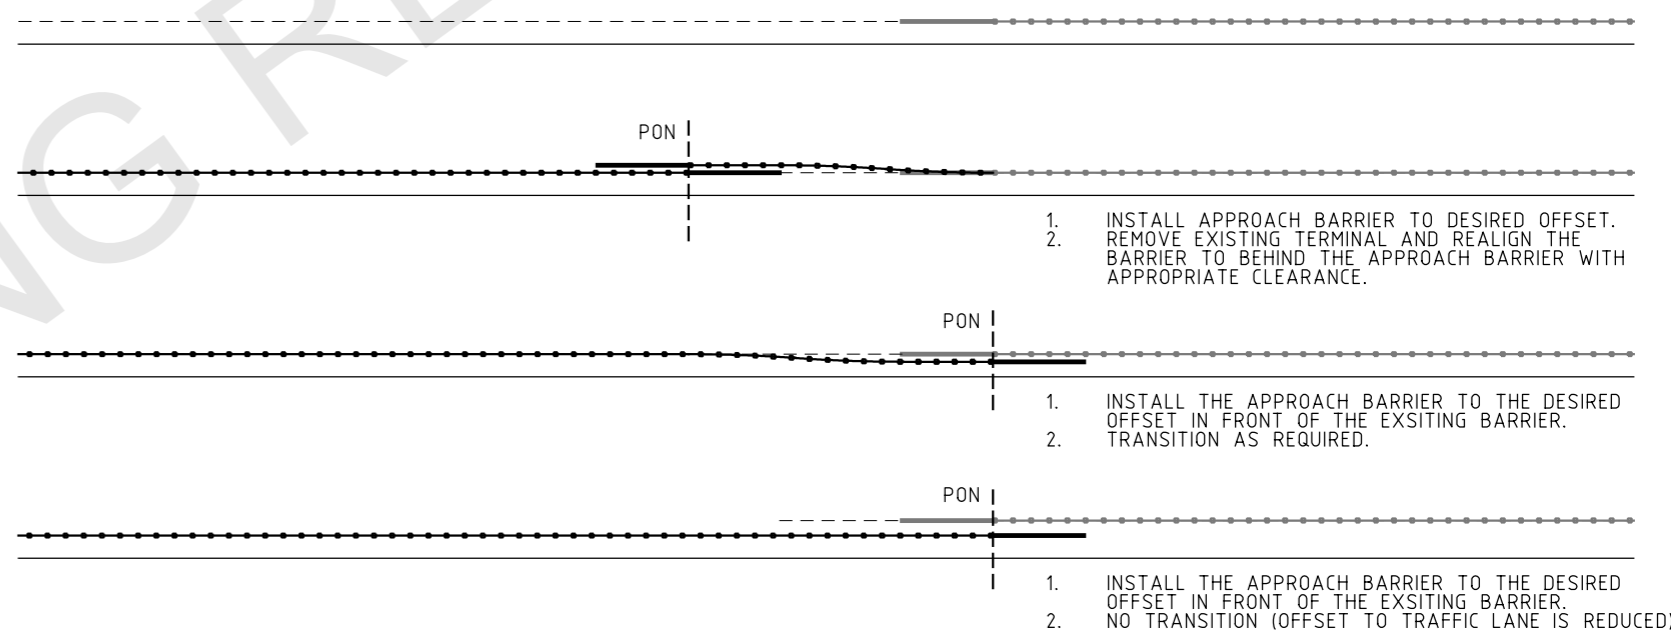 PON
1. INSTALL APPROACH BARRIER TO DESIRED OFFSET.
2. REMOVE EXISTING TERMINAL AND REALIGN THE
BARRIER TO BEHIND THE APPROACH BARRIER WITH
APPROPRIATE CLEARANCE.
PON
1. INSTALL THE APPROACH BARRIER TO THE DESIRED
OFFSET IN FRONT OF THE EXSITING BARRIER.
2. TRANSITION AS REQUIRED.
PON
1. INSTALL THE APPROACH BARRIER TO THE DESIRED
OFFSET IN FRONT OF THE EXSITING BARRIER.
2. NO TRANSITION (OFFSET TO TRAFFIC LANE IS REDUCED)